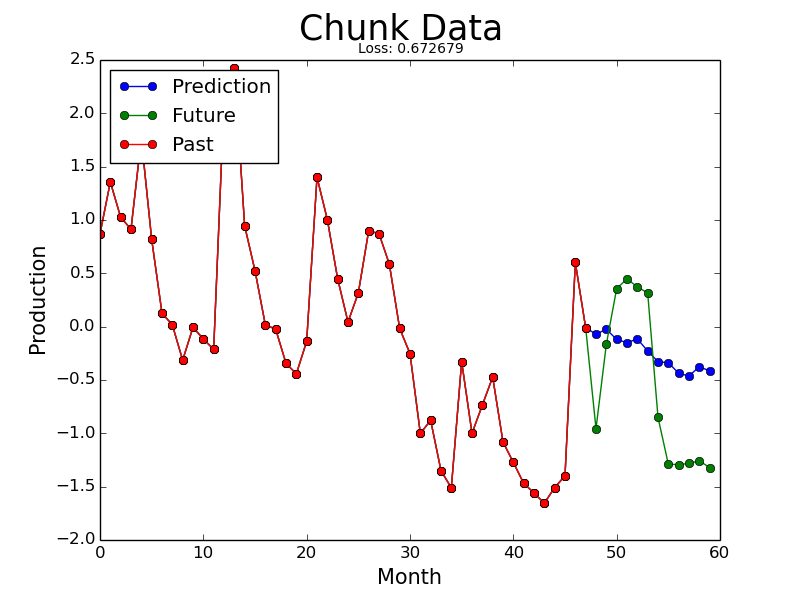 Chunk Data
Loss: 0.672679
Prediction
Future
Past
2.5
2.0
1.5
1.0
0.5
0.0
−0.5
−1.0
−1.5
−2.0
Production
0 10 20 30 40 50 60
Month